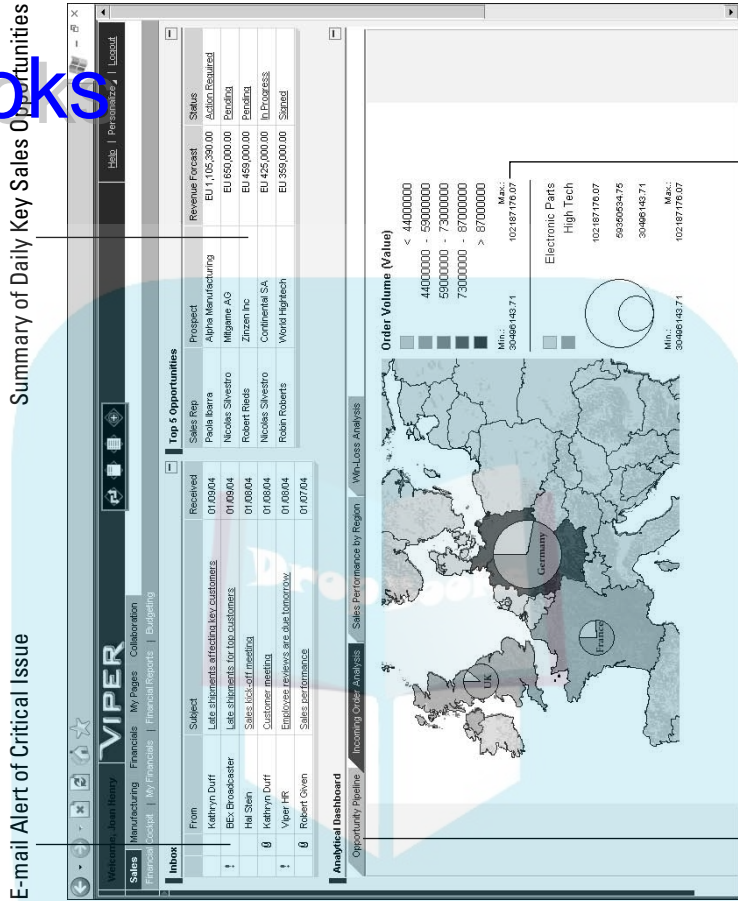 E-mail Alert of Critical Issue
Summary of Daily Key Sales Opportunities
oks
Welcome, Joan Henry
VIPER
Help | Personalize | Logout
Sales Manufacturing Financials My Pages Collaboration
Financial Cockpit | My Financials | Financial Reports | Budgeting
Inbox
From Subject Received
Kathryn Duff Late shipments affecting key customers 01/09/04
! BEx Broadcaster Late shipments for top customers 01/09/04
Hal Stein Sales kick-off meeting 01/08/04
Kathryn Duff Customer meeting 01/08/04
! Viper HR Employee reviews are due tomorrow 01/08/04
Robert Given Sales performance 01/07/04
Top 5 Opportunities
Sales Rep Prospect Revenue Forcast Status
Paola Ibarra Alpha Manufacturing EU 1,105,390.00 Action Required
Nicolas Silvestro Mitgame AG EU 650,000.00 Pending
Robert Rieds Zinzen Inc EU 459,000.00 Pending
Nicolas Silvestro Continental SA EU 425,000.00 In Progress
Robin Roberts World Hightech EU 359,000.00 Signed
Analytical Dashboard
Opportunity Pipeline Incoming Order Analysis Sales Performance by Region Win-Loss Analysis
UK
France
Germany
Order Volume (Value)
< 44000000
44000000 - 59000000
59000000 - 73000000
73000000 - 87000000
> 87000000
Min.: Max.:
30496143.71 102187176.07
Electronic Parts
High Tech
102187176.07
59350534.75
30496143.71
Min.: Max.:
30496143.71 102187176.07